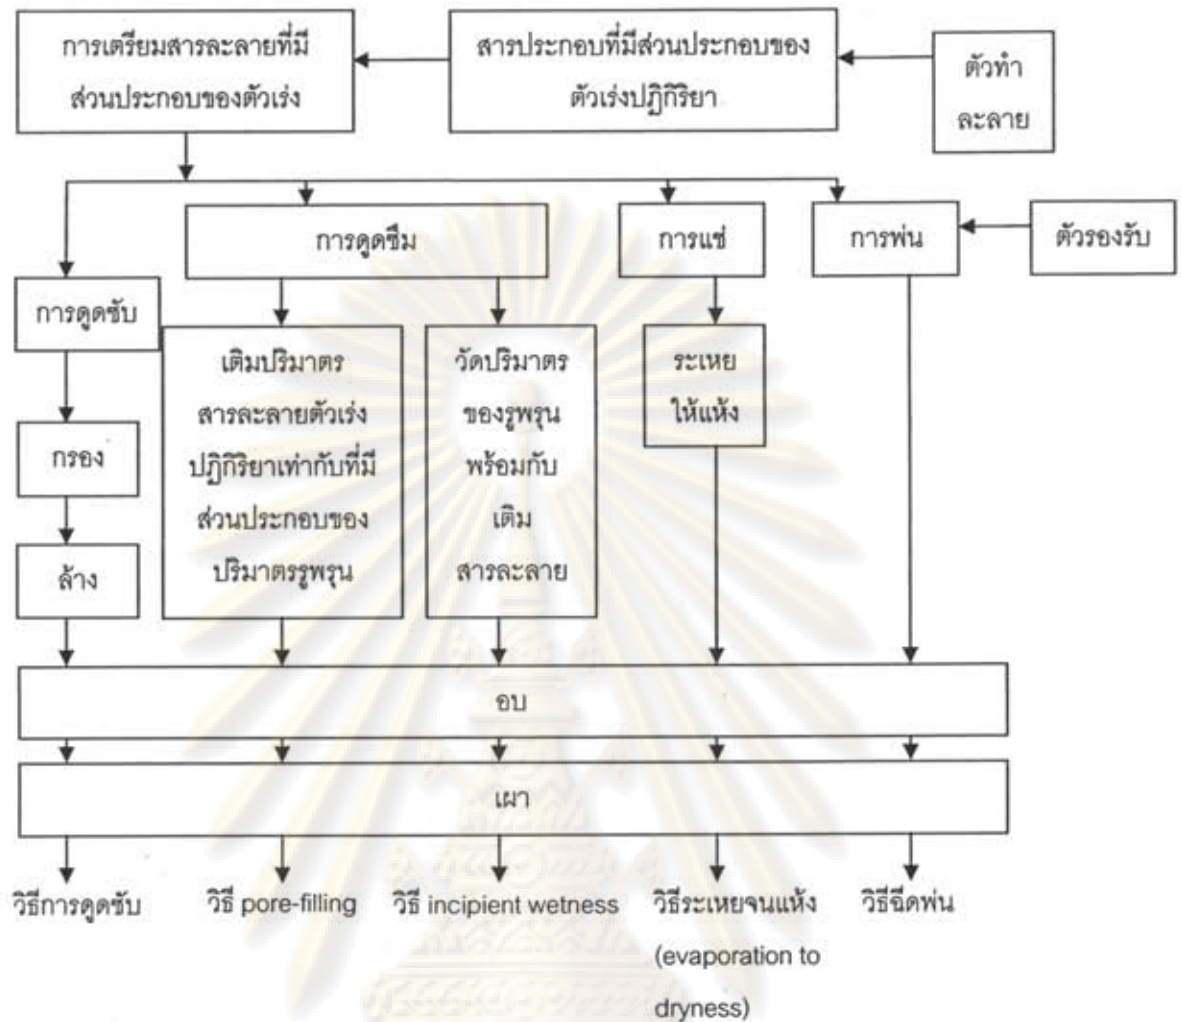 การเตรียมสารละลายที่มี
ส่วนประกอบของตัวเร่ง
สารประกอบที่มีส่วนประกอบของ
ตัวเร่งปฏิกิริยา
ตัวทำ
ละลาย
การดูดซึม
การแช่
การพ่น
ตัวรองรับ
การดูดซับ
เติมปริมาตร
สารละลายตัวเร่ง
ปฏิกิริยาเท่ากับที่มี
ส่วนประกอบของ
ปริมาตรรูพรุน
วัดปริมาตร
ของรูพรุน
พร้อมกับ
เติม
สารละลาย
ระเหย
ให้แห้ง
กรอง
ล้าง
อบ
เผา
วิธีการดูดซับ
วิธี pore-filling
วิธี incipient wetness
วิธีระเหยจนแห้ง
(evaporation to
dryness)
วิธีฉีดพ่น